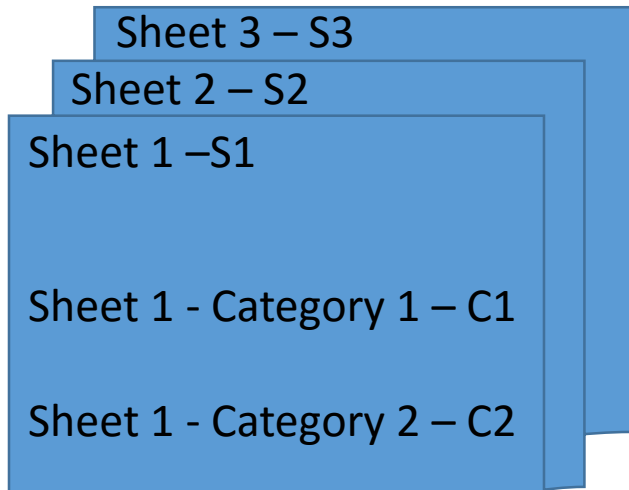 Sheet 3 – S3
Sheet 2 – S2
Sheet 1 –S1
Sheet 1 - Category 1 – C1
Sheet 1 - Category 2 – C2